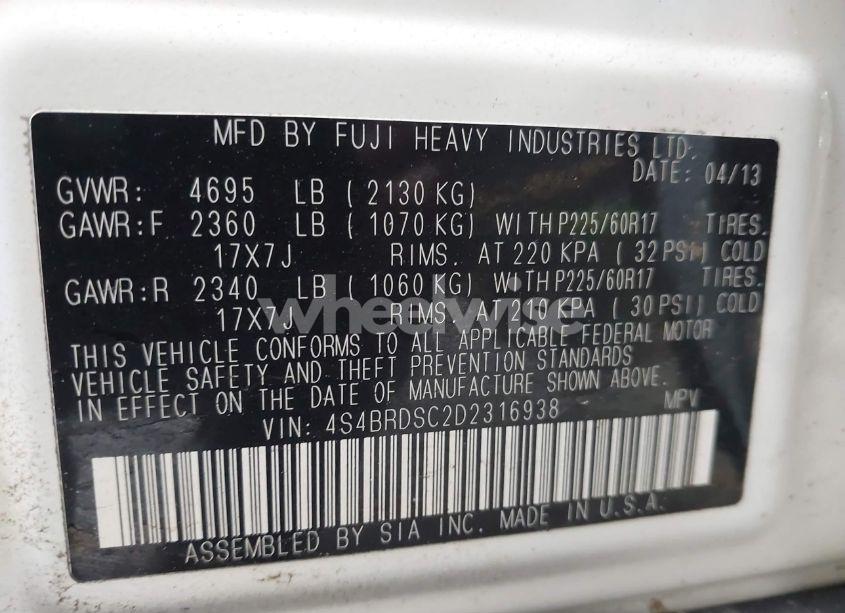 MFD BY FUJI HEAVY INDUSTRIES LTD.
DATE: 04/13
GVWR: 4695 LB ( 2130 KG)
GAWR:F 2360 LB ( 1070 KG) WITH P225/60R17 TIRES.
17X7J RIMS. AT 220 KPA ( 32 PSI) COLD
GAWR:R 2340 LB ( 1060 KG) WITH P225/60R17 TIRES.
17X7J RIMS. AT 210 KPA ( 30 PSI) COLD
wheelwise
THIS VEHICLE CONFORMS TO ALL APPLICABLE FEDERAL MOTOR
VEHICLE SAFETY AND THEFT PREVENTION STANDARDS
IN EFFECT ON THE DATE OF MANUFACTURE SHOWN ABOVE.
VIN: 4S4BRDSC2D2316938 MPV
ASSEMBLED BY SIA INC. MADE IN U.S.A.